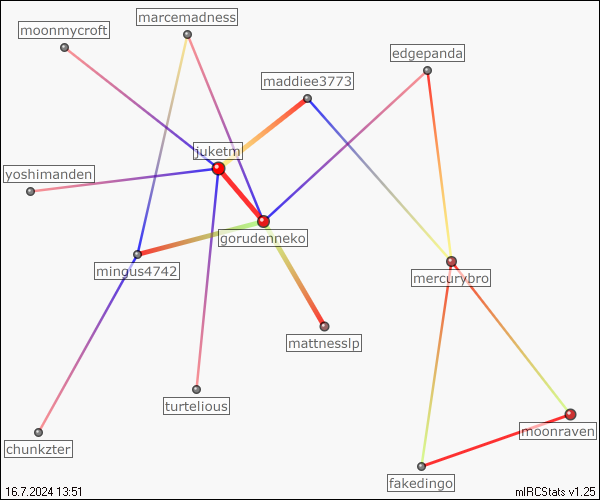 marcemadness
moonmycroft
edgepanda
maddiee3773
juketm
yoshimanden
gorudenneko
mingus4742
mercurybro
mattnesslp
turtelious
moonraven
chunkzter
fakedingo
16.7.2024 13:51
mIRCStats v1.25